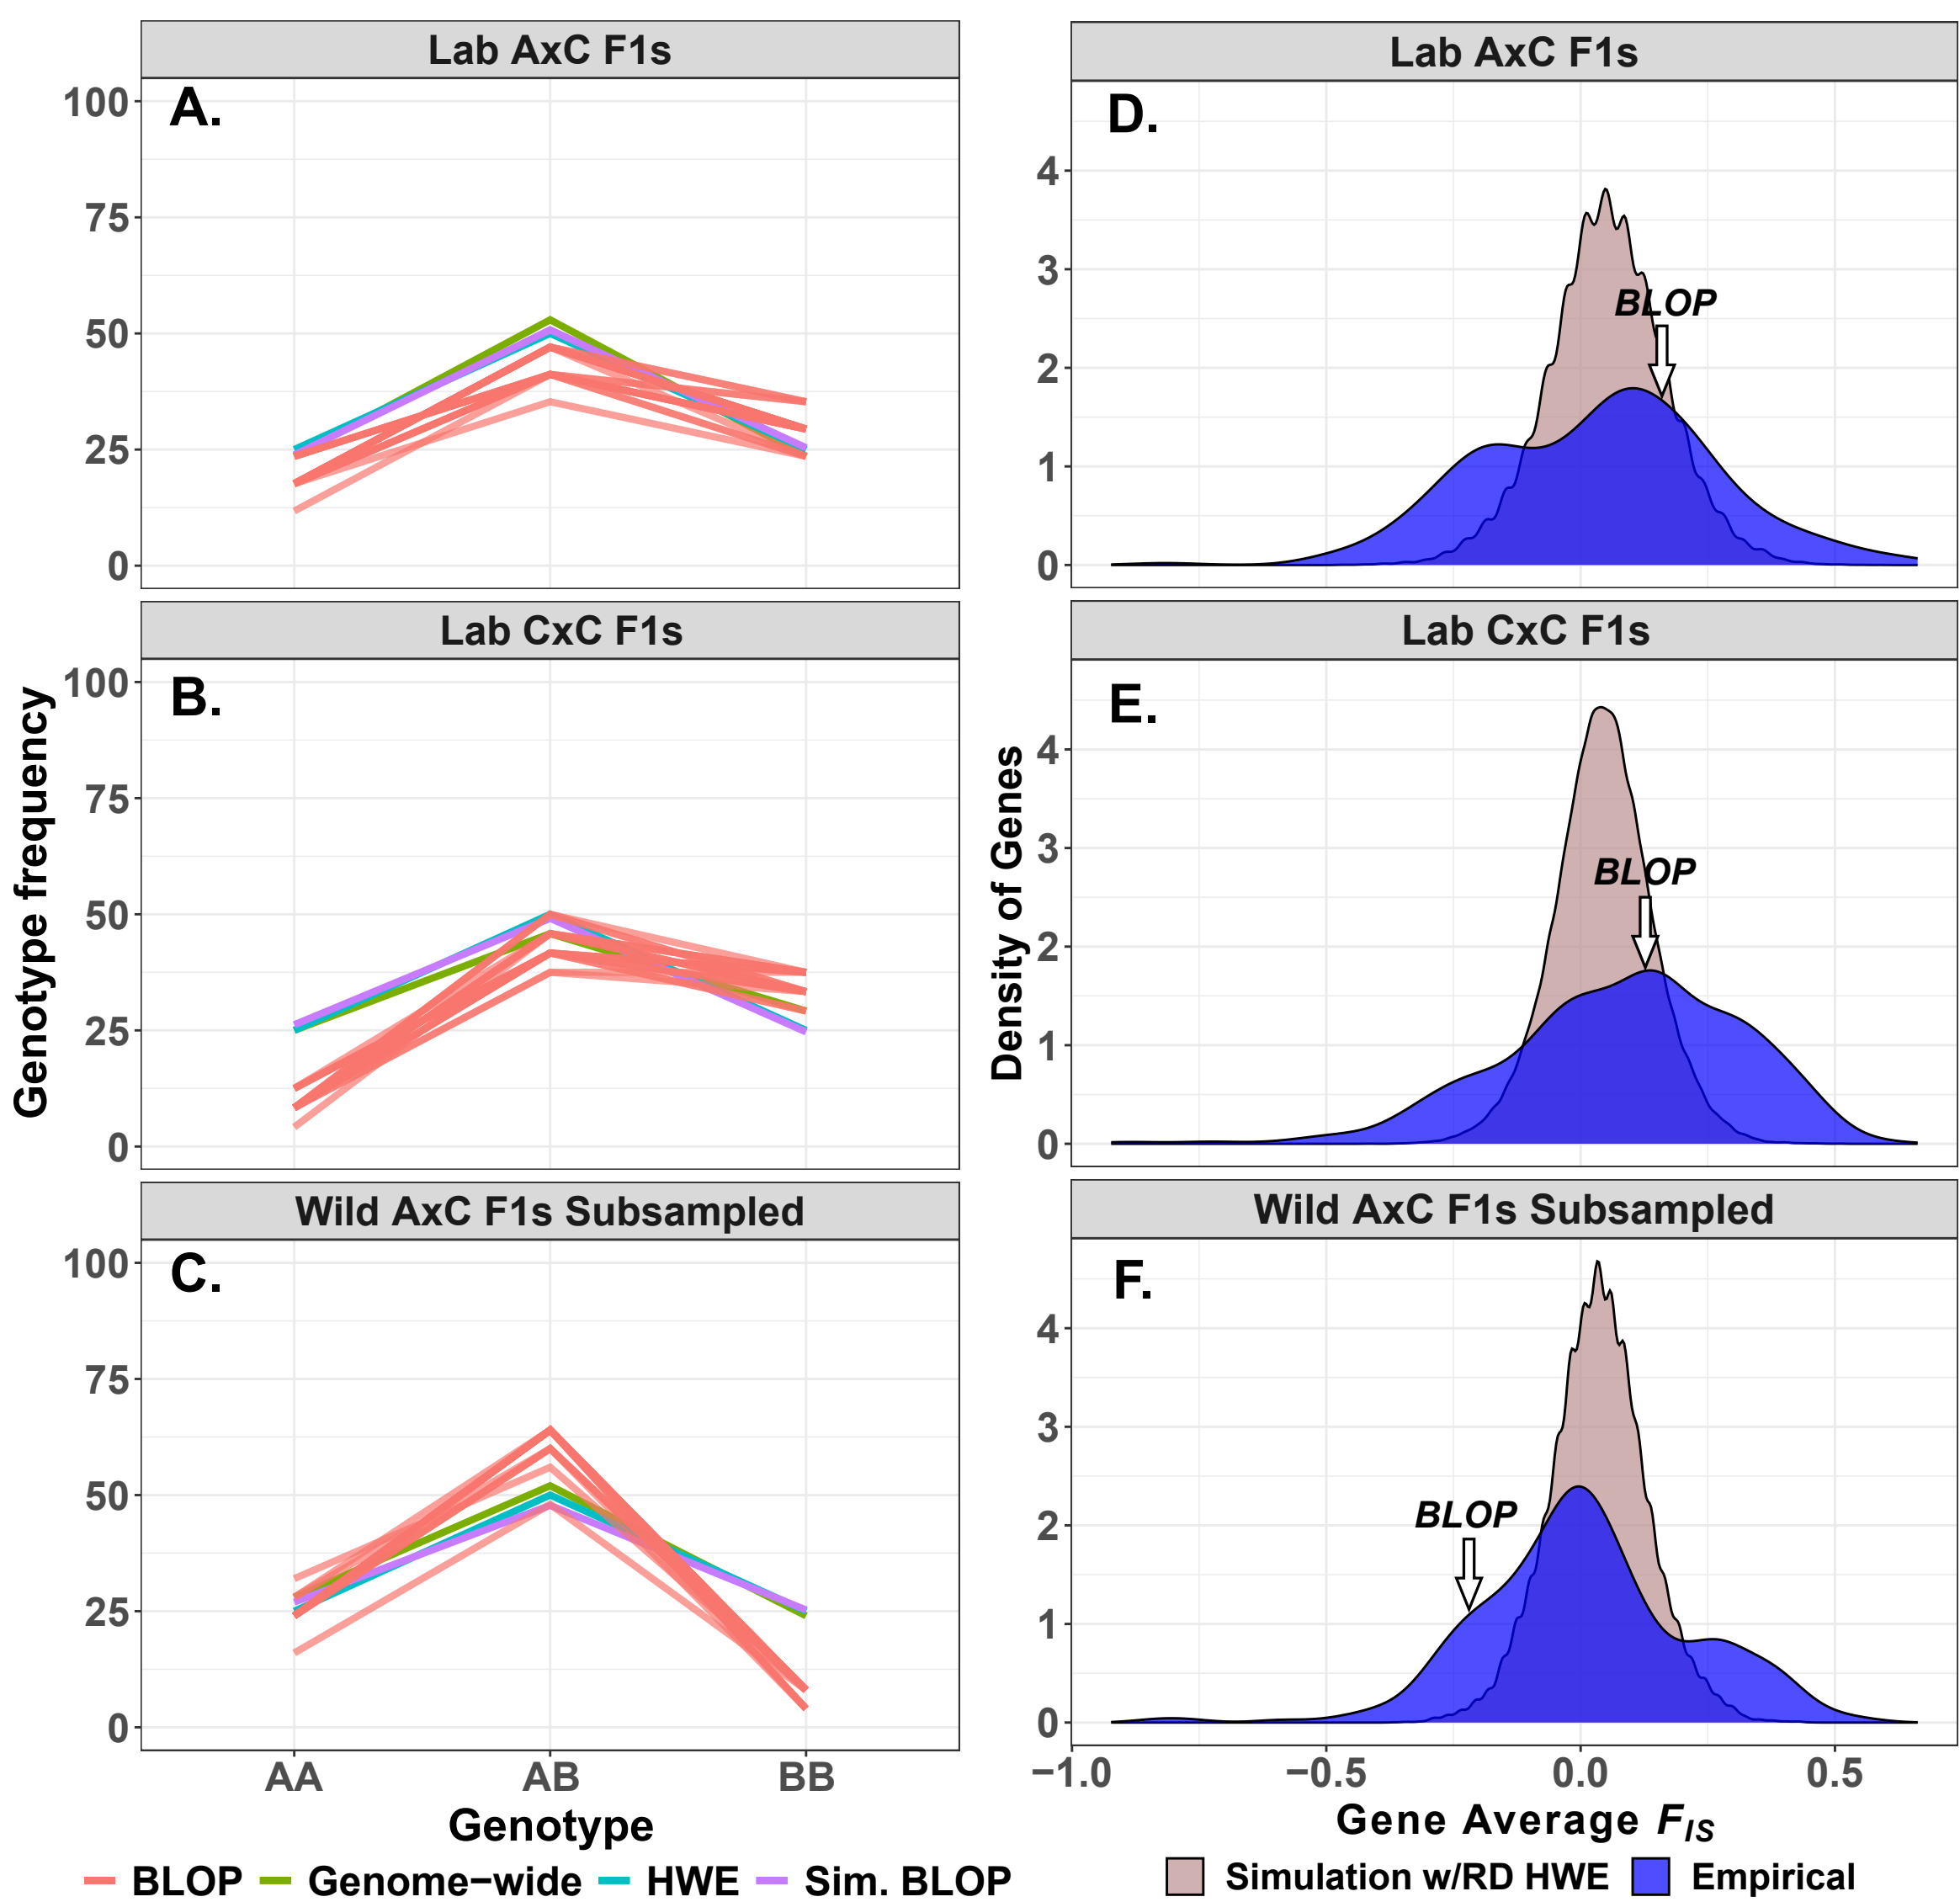 Lab AxC F1s
A.
100
75
50
25
0
Lab CxC F1s
B.
100
75
50
25
0
Wild AxC F1s Subsampled
C.
100
75
50
25
0
Genotype frequency
AA AB BB
Genotype
BLOP Genome−wide HWE Sim. BLOP
Lab AxC F1s
D.
4
3
2
1
0
BLOP
Lab CxC F1s
E.
4
3
2
1
0
BLOP
Wild AxC F1s Subsampled
F.
4
3
2
1
0
BLOP
Density of Genes
−1.0 −0.5 0.0 0.5
Gene Average FIS
Simulation w/RD HWE Empirical